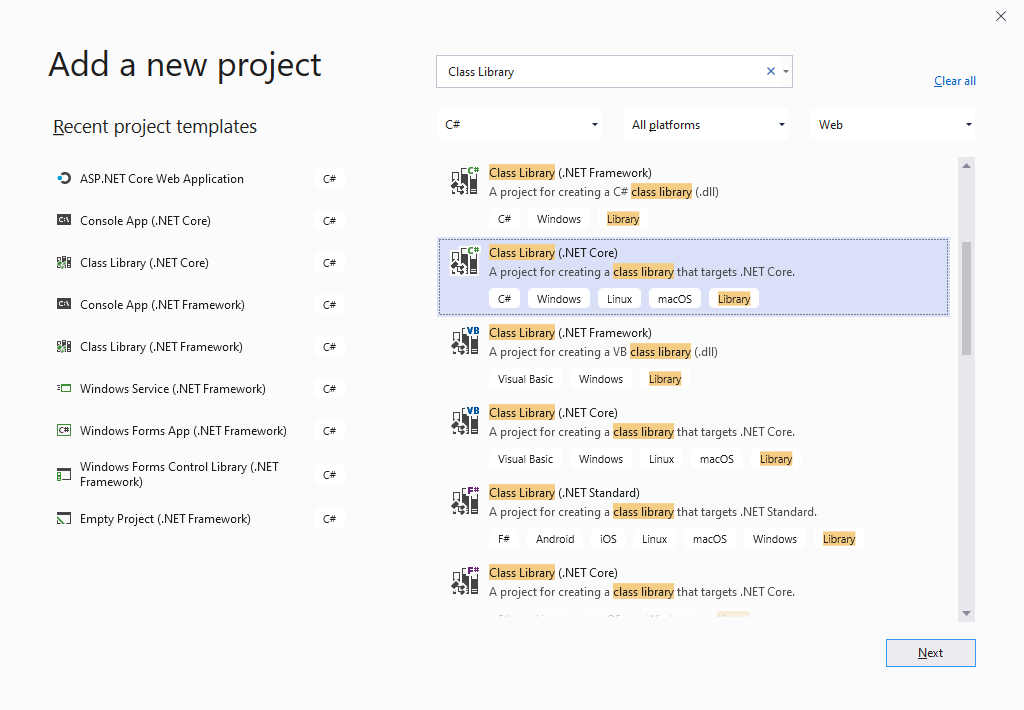 Add a new project
Class Library
Clear all
Recent project templates
C#
All platforms
Web
ASP.NET Core Web Application
C#
Console App (.NET Core)
C#
Class Library (.NET Core)
C#
Console App (.NET Framework)
C#
Class Library (.NET Framework)
C#
Windows Service (.NET Framework)
C#
Windows Forms App (.NET Framework)
C#
Windows Forms Control Library (.NET
Framework)
C#
Empty Project (.NET Framework)
C#
Class Library (.NET Framework)
A project for creating a C# class library (.dll)
C# Windows Library
Class Library (.NET Core)
A project for creating a class library that targets .NET Core.
C# Windows Linux macOS Library
Class Library (.NET Framework)
A project for creating a VB class library (.dll)
Visual Basic Windows Library
Class Library (.NET Core)
A project for creating a class library that targets .NET Core.
Visual Basic Windows Linux macOS Library
Class Library (.NET Standard)
A project for creating a class library that targets .NET Standard.
F# Android iOS Linux macOS Windows Library
Class Library (.NET Core)
A project for creating a class library that targets .NET Core.
Next